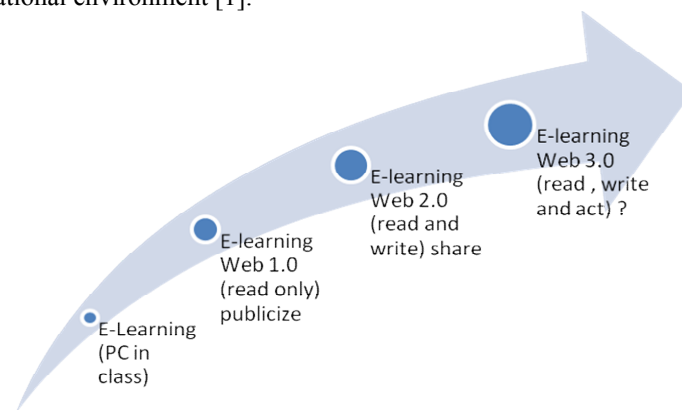 ational environment [1].
E-learning
Web 3.0
(read , write
and act) ?
E-learning
Web 2.0
(read and
write) share
E-learning
Web 1.0
(read only)
publicize
E-Learning
(PC in
class)